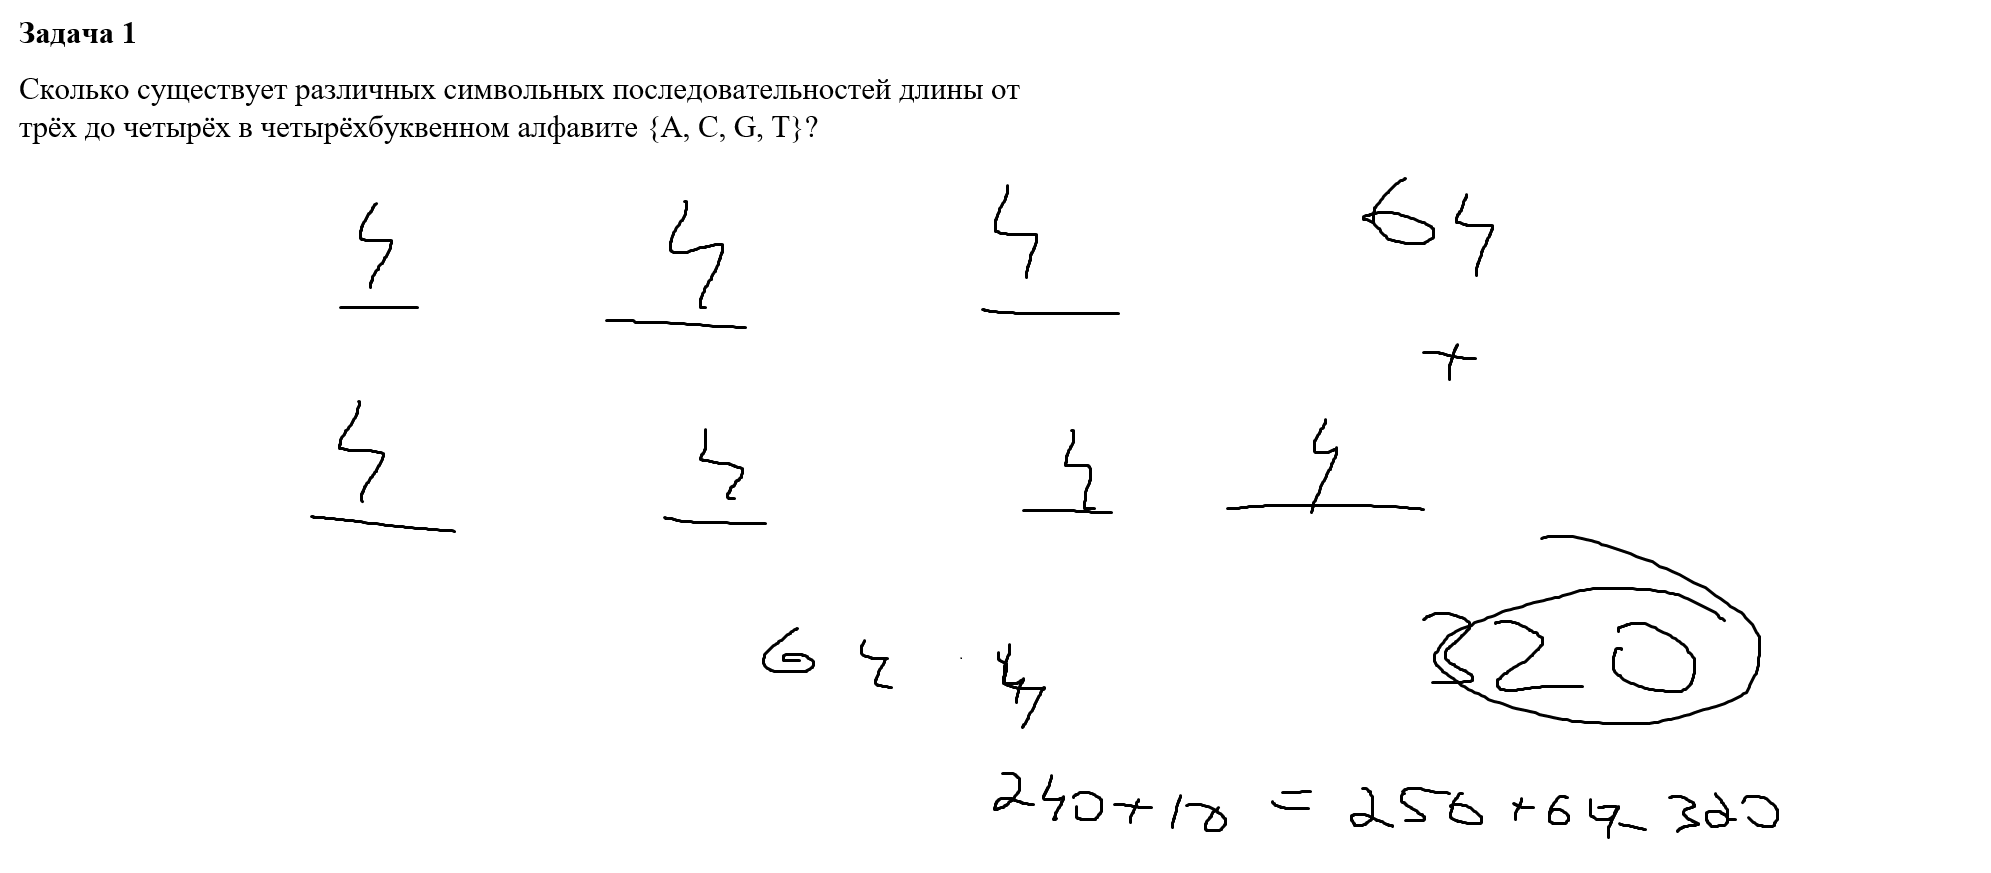 Задача 1
Сколько существует различных символьных последовательностей длины от
трёх до четырёх в четырёхбуквенном алфавите {A, C, G, T}?
4 4 4 64
+
4 4 4 4
64 · 4 320
240+16 = 256+64=320